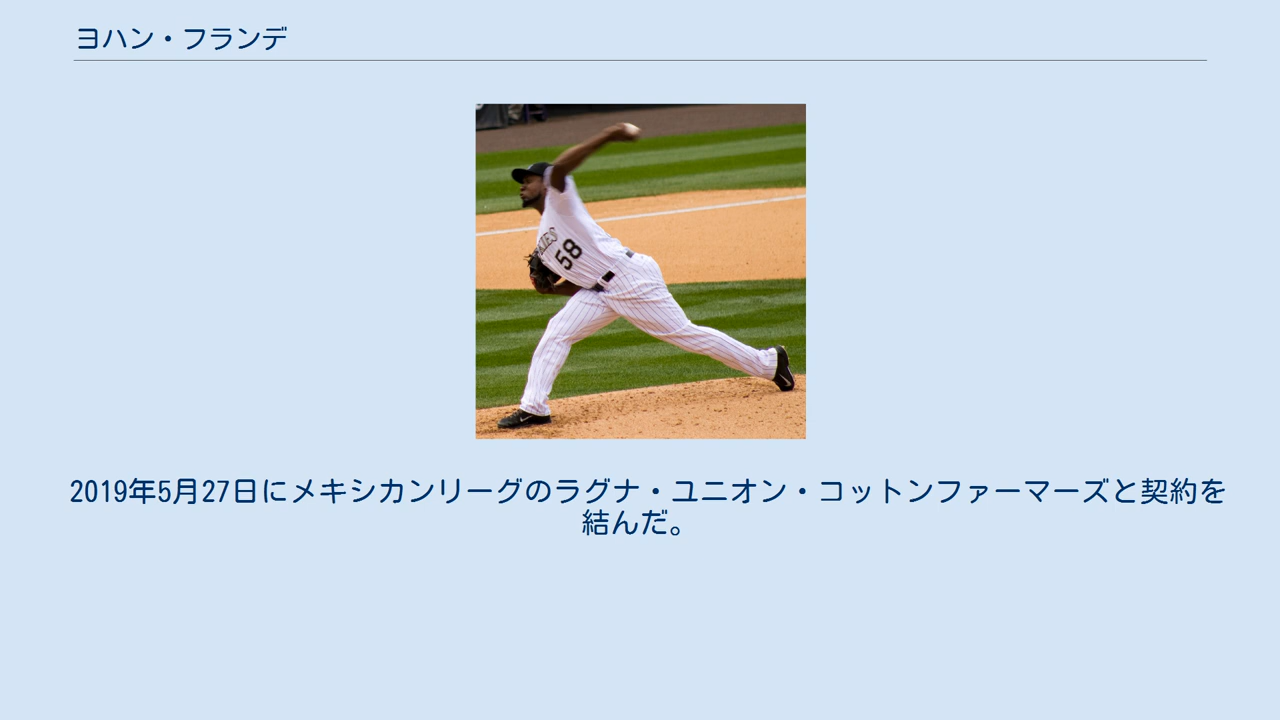 ヨハン・フランデ
58
2019年5月27日にメキシカンリーグのラグナ・ユニオン・コットンファーマーズと契約を
結んだ。